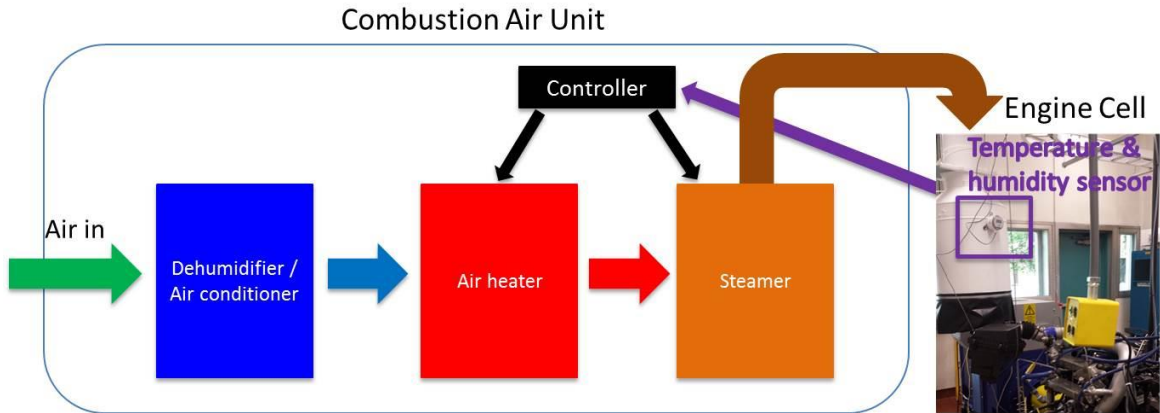 Combustion Air Unit
Controller
Engine Cell
Temperature &
humidity sensor
Air in
Dehumidifier /
Air conditioner
Air heater
Steamer